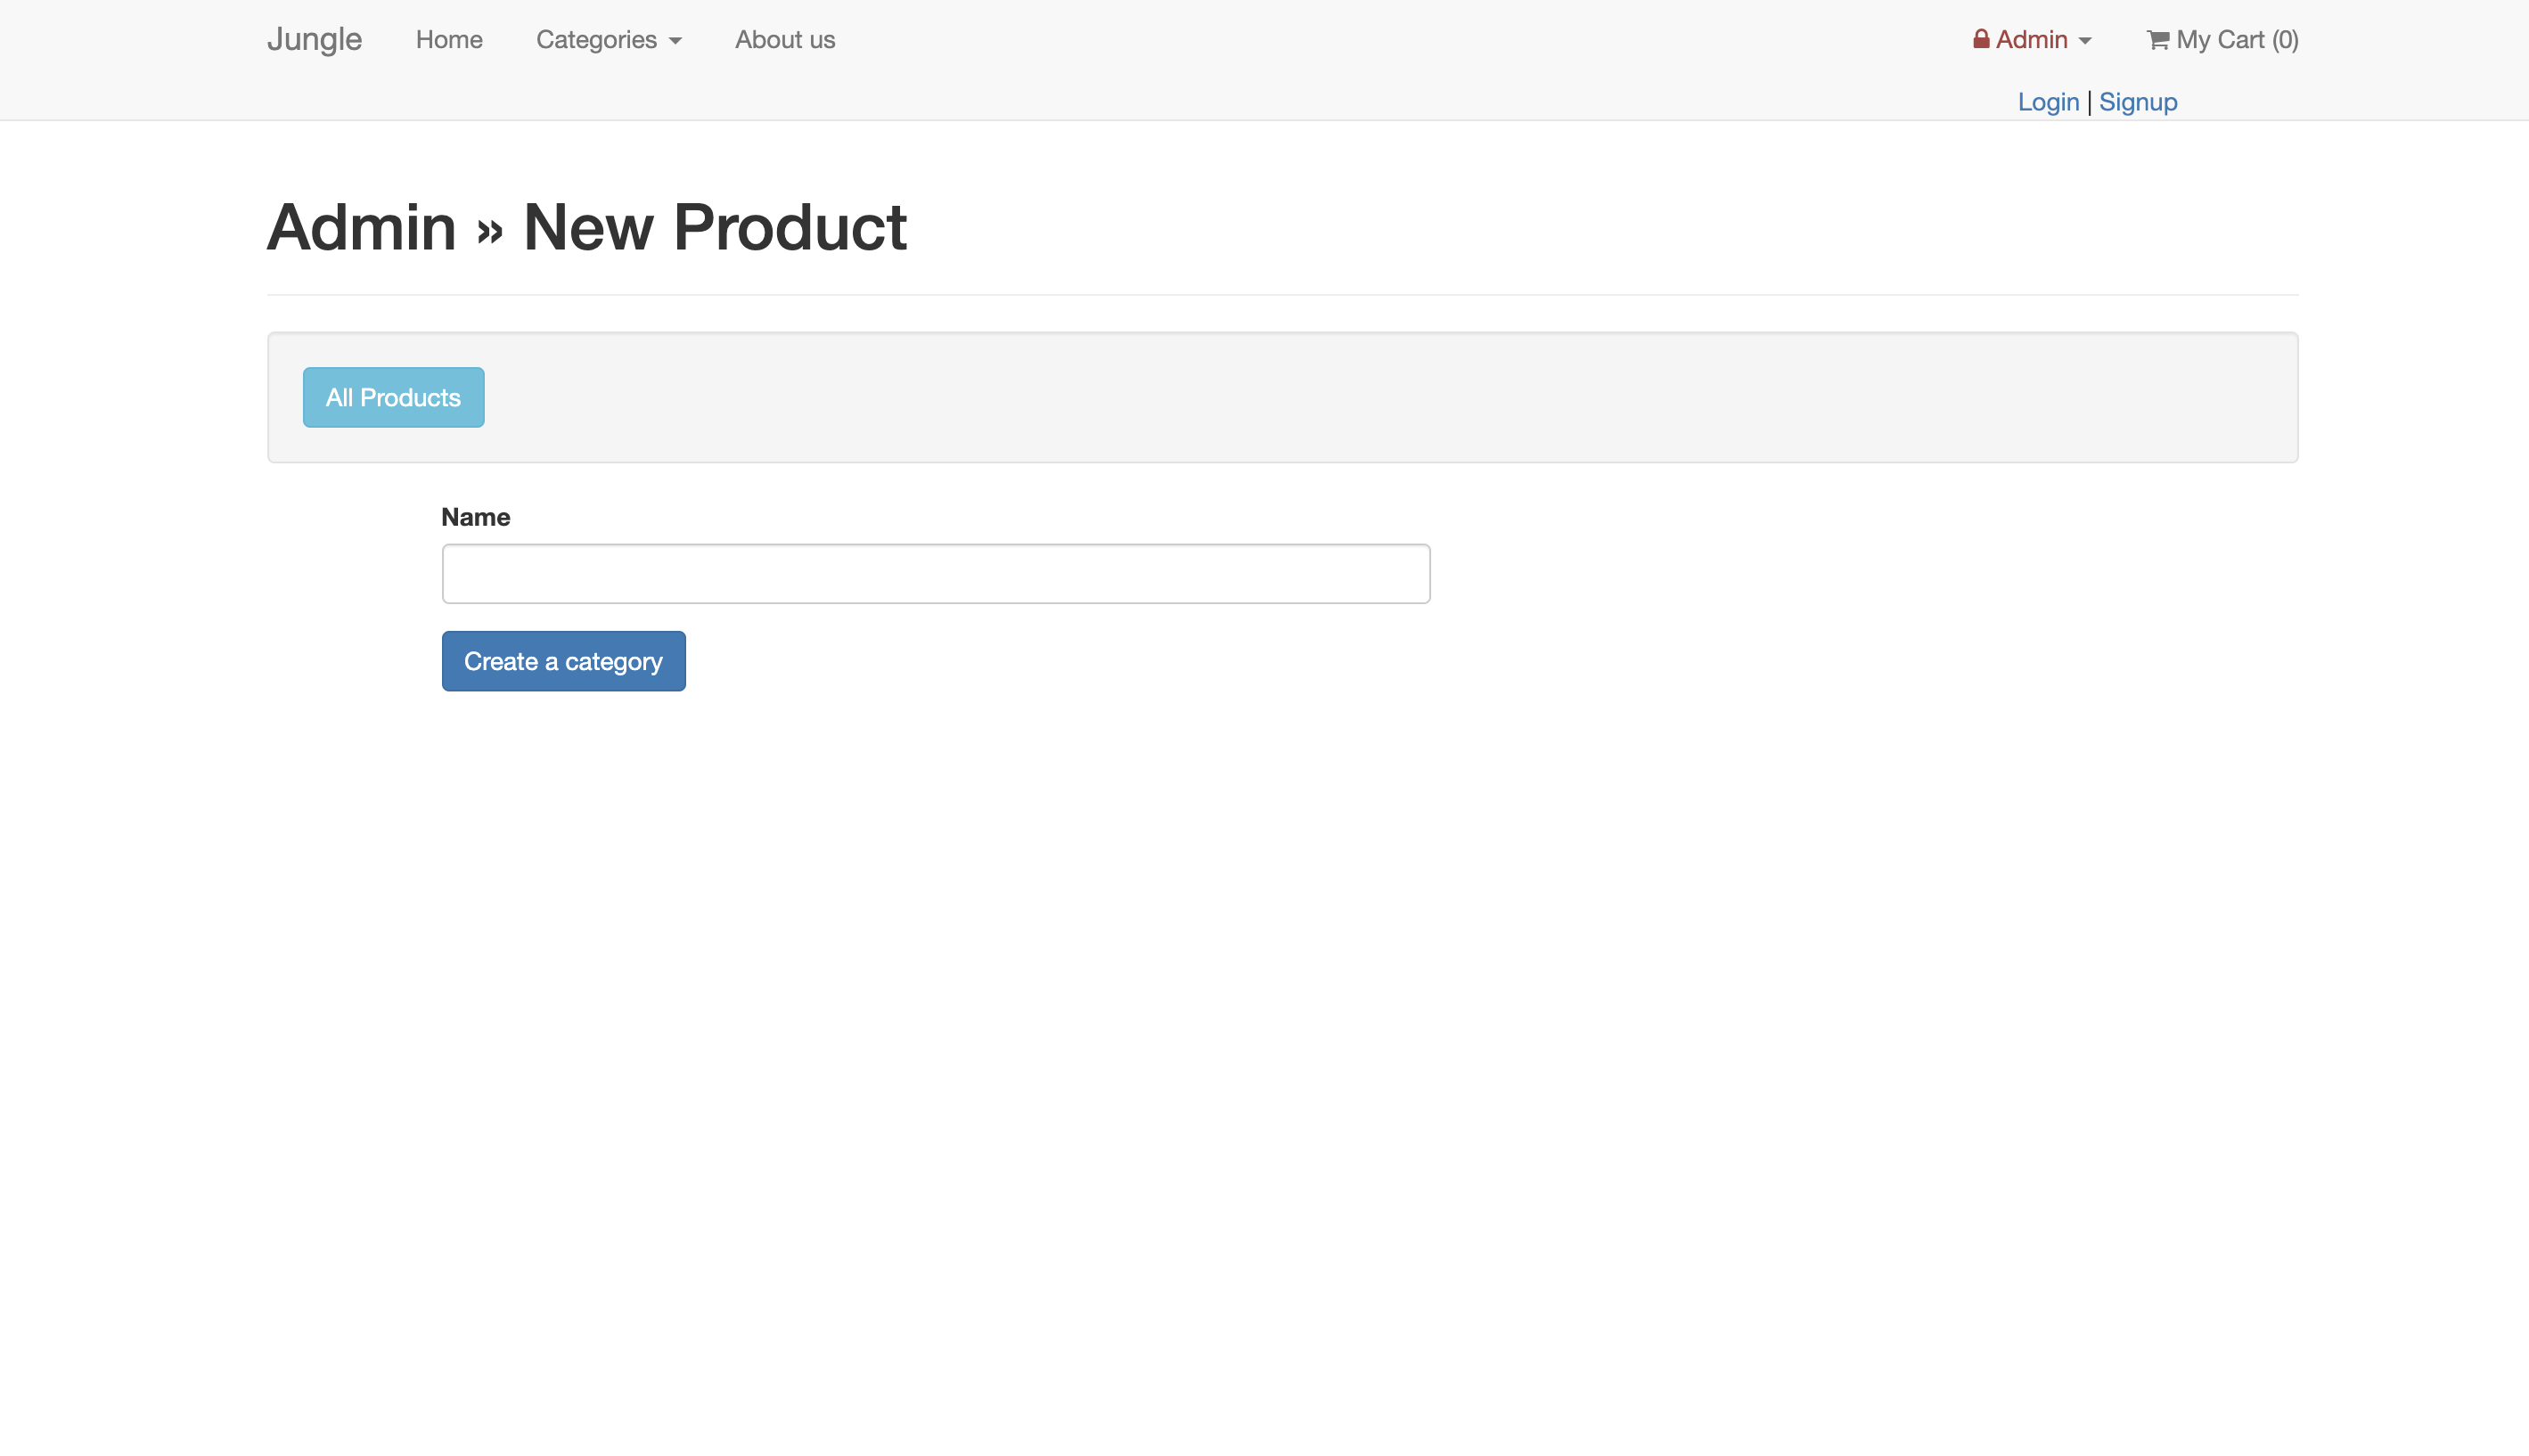 Jungle Home Categories About us Admin My Cart (0)
Login | Signup
Admin » New Product
All Products
Name
Create a category